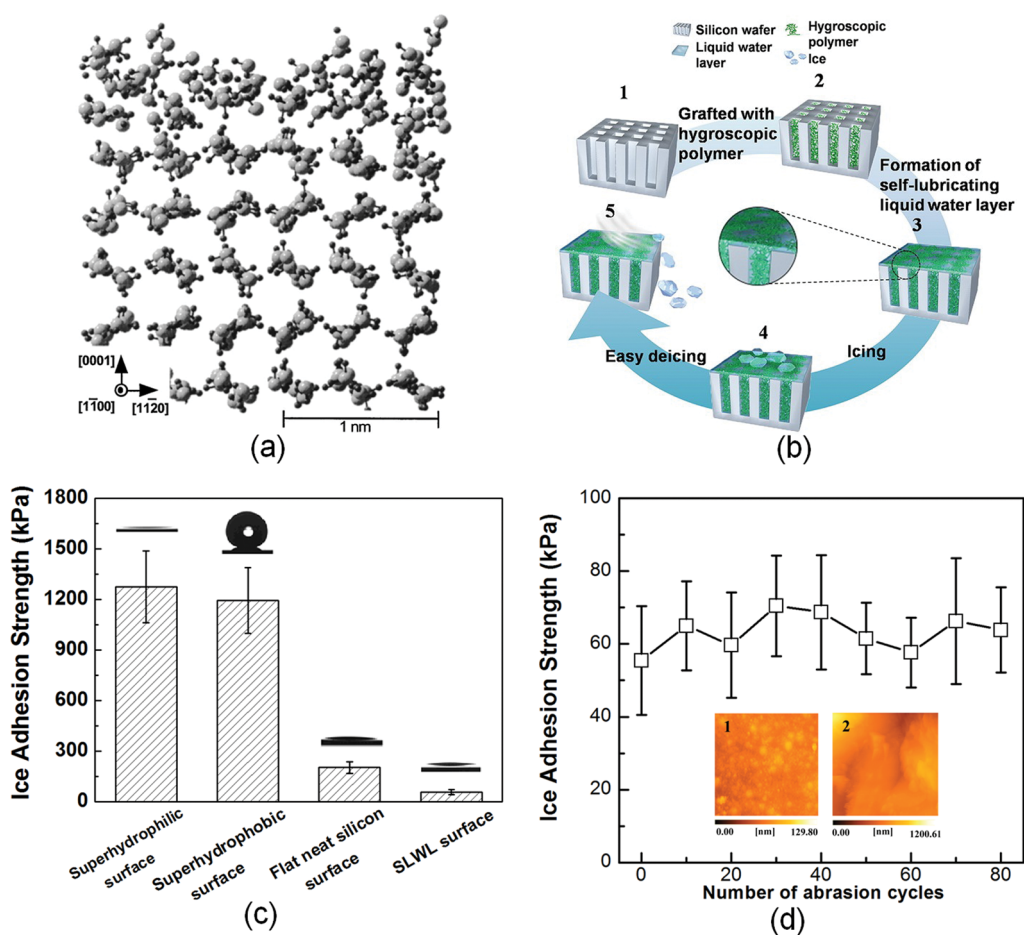 [0001]
[11̄00]
[112̄0]
1 nm
(a)
Silicon wafer
Hygroscopic
polymer
Liquid water
layer
Ice
1
Grafted with
hygroscopic
polymer
2
Formation of
self-lubricating
liquid water layer
3
Icing
4
Easy deicing
5
(b)
Ice Adhesion Strength (kPa)
1800
1500
1200
900
600
300
0
Superhydrophilic
surface
Superhydrophobic
surface
Flat neat silicon
surface
SLWL surface
(c)
Ice Adhesion Strength (kPa)
100
80
60
40
20
0
1
0.00 [nm] 129.80
2
0.00 [nm] 1200.61
0 20 40 60 80
Number of abrasion cycles
(d)